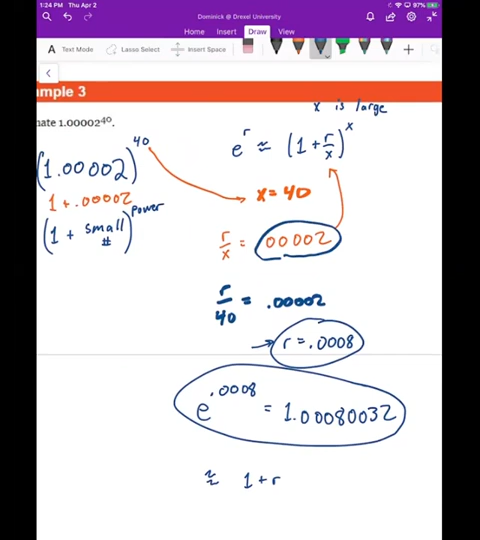 1:24 PM Thu Apr 2
97%
Dominick @ Drexel University
Home Insert Draw View
Text Mode Lasso Select Insert Space
mple 3
nate 1.00002⁴⁰.
x is large
(1.00002)⁴⁰
eʳ ≈ (1 + r/x)ˣ
1 + .00002
x = 40
(1 + small #)ᵖᵒʷᵉʳ
r/x = .00002
r/40 = .00002
→ r = .0008
e^.0008 = 1.00080032
≈ 1 + r